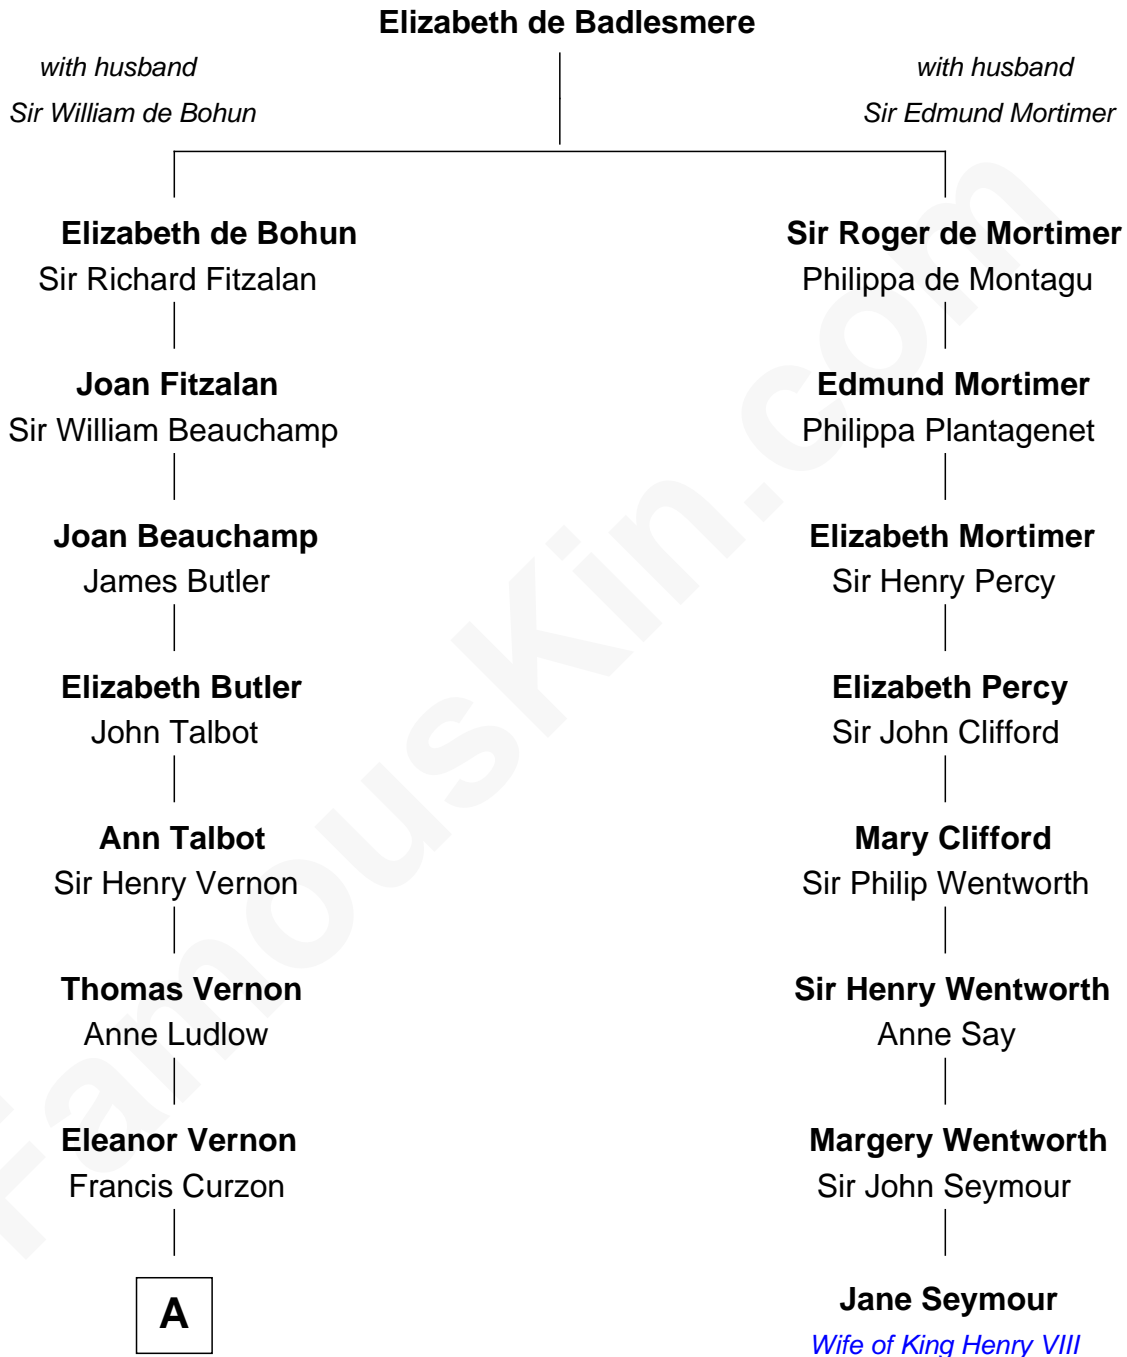 Elizabeth de Badlesmere
with husband
Sir William de Bohun
with husband
Sir Edmund Mortimer
Elizabeth de Bohun
Sir Richard Fitzalan
Sir Roger de Mortimer
Philippa de Montagu
Joan Fitzalan
Sir William Beauchamp
Edmund Mortimer
Philippa Plantagenet
Joan Beauchamp
James Butler
Elizabeth Mortimer
Sir Henry Percy
Elizabeth Butler
John Talbot
Elizabeth Percy
Sir John Clifford
Ann Talbot
Sir Henry Vernon
Mary Clifford
Sir Philip Wentworth
Thomas Vernon
Anne Ludlow
Sir Henry Wentworth
Anne Say
Eleanor Vernon
Francis Curzon
Margery Wentworth
Sir John Seymour
A
Jane Seymour
Wife of King Henry VIII
FamousKin.com